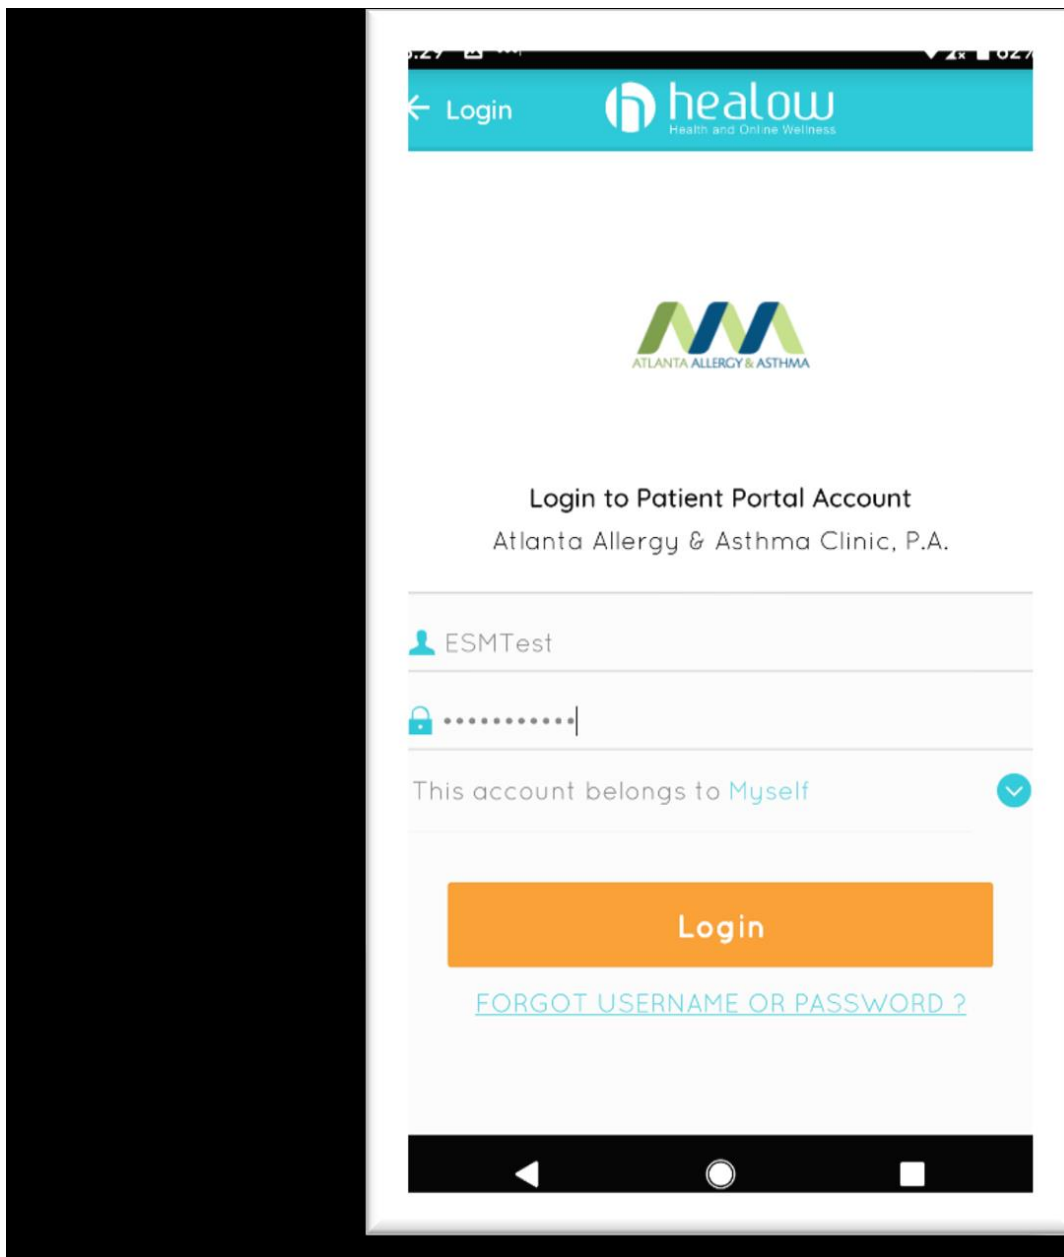 Login
healow
Health and Online Wellness
ATLANTA ALLERGY & ASTHMA
Login to Patient Portal Account
Atlanta Allergy & Asthma Clinic, P.A.
ESMTest
This account belongs to Myself
Login
FORGOT USERNAME OR PASSWORD ?